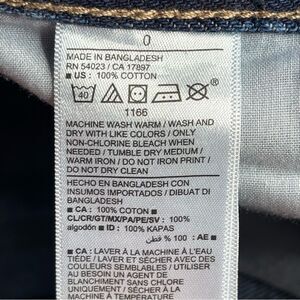 0
MADE IN BANGLADESH
RN 54023 / CA 17897
■ US : 100% COTTON
40
1166
MACHINE WASH WARM / WASH AND
DRY WITH LIKE COLORS / ONLY
NON-CHLORINE BLEACH WHEN
NEEDED / TUMBLE DRY MEDIUM /
WARM IRON / DO NOT IRON PRINT /
DO NOT DRY CLEAN
HECHO EN BANGLADESH CON
INSUMOS IMPORTADOS / DIBUAT DI
BANGLADESH
■ CA : 100% COTON ■
CL/CR/GT/MX/PA/PE/SV : 100%
algodón ■ ID : 100% KAPAS
■ AE : 100 % قطن
■ CA : LAVER À LA MACHINE À L'EAU
TIÈDE / LAVER ET SÉCHER AVEC DES
COULEURS SEMBLABLES / UTILISER
AU BESOIN UN AGENT DE
BLANCHIMENT SANS CHLORE
UNIQUEMENT / SÉCHER À LA
MACHINE À TEMPÉRATURE